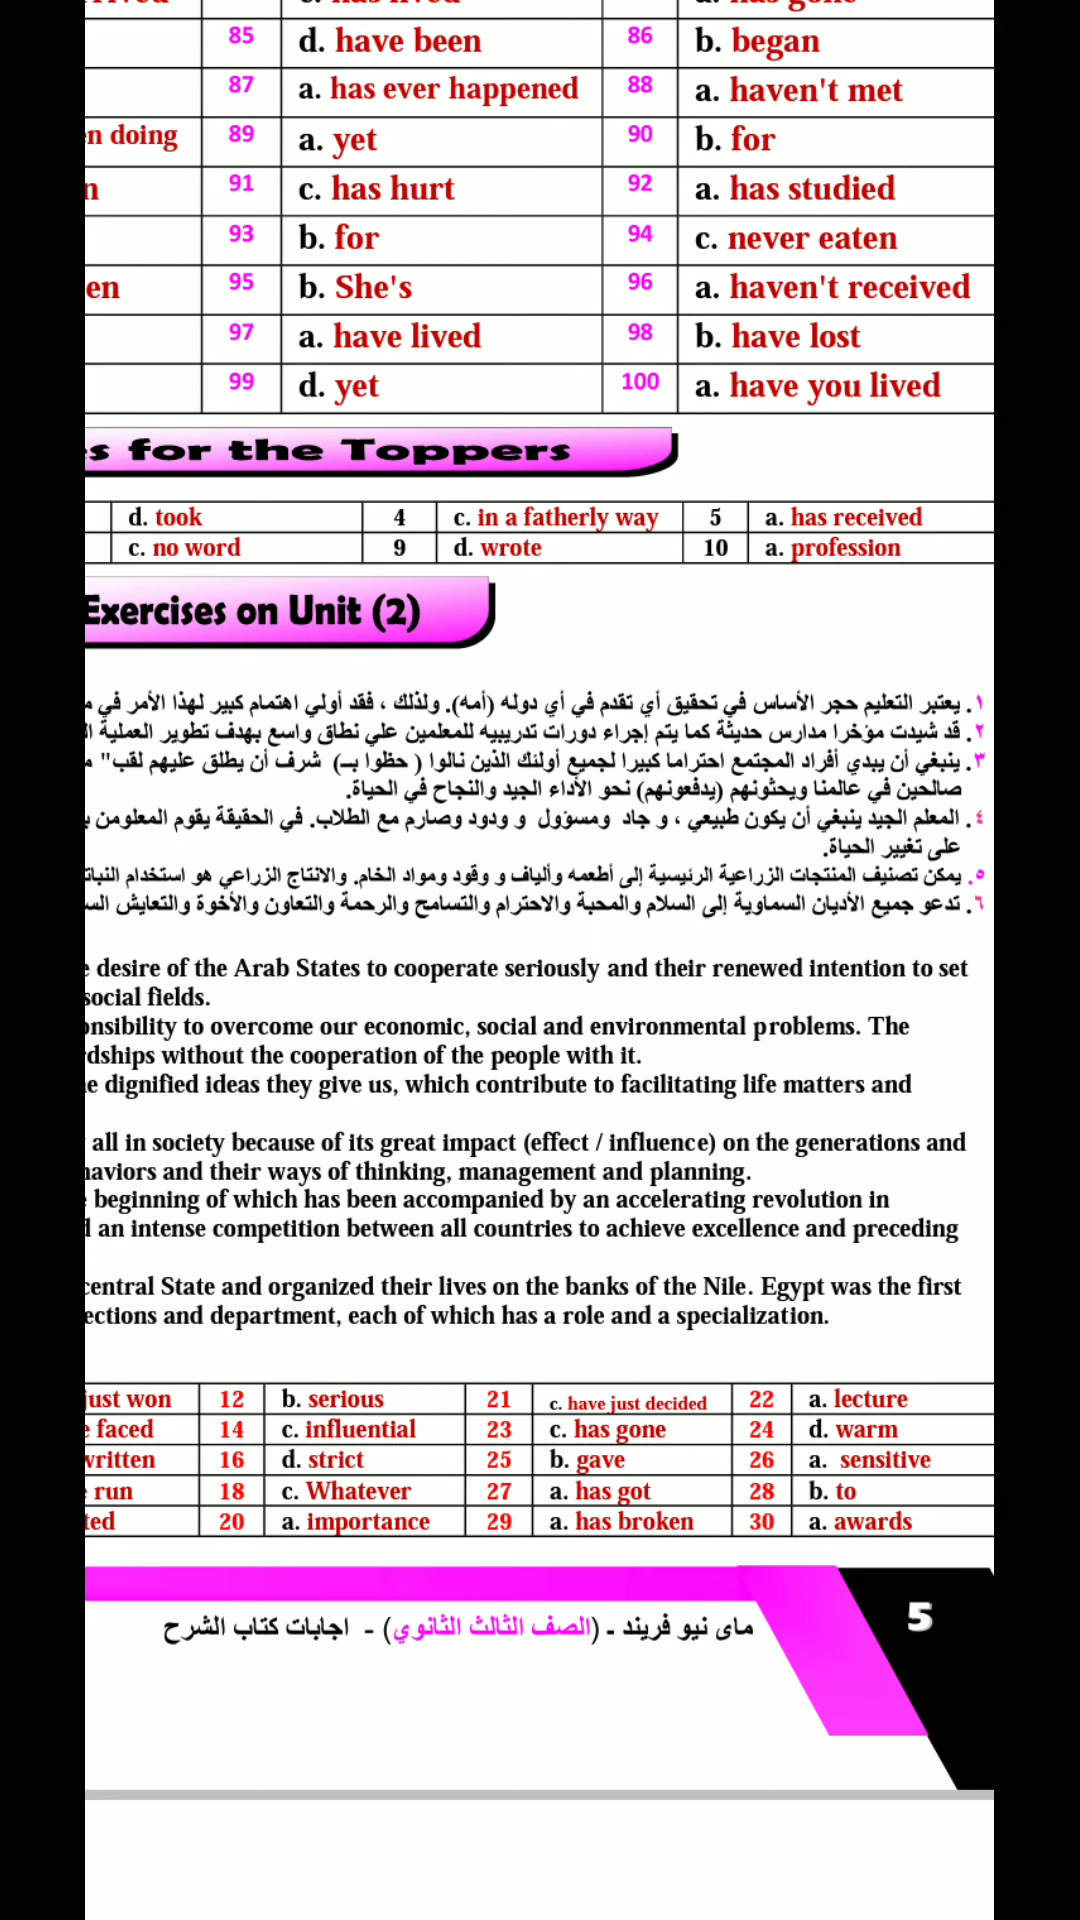 85 d. have been 86 b. began
87 a. has ever happened 88 a. haven't met
doing 89 a. yet 90 b. for
91 c. has hurt 92 a. has studied
93 b. for 94 c. never eaten
en 95 b. She's 96 a. haven't received
97 a. have lived 98 b. have lost
99 d. yet 100 a. have you lived
for the Toppers
d. took 4 c. in a fatherly way 5 a. has received
c. no word 9 d. wrote 10 a. profession
Exercises on Unit (2)
١. يعتبر التعليم حجر الأساس في تحقيق أي تقدم في أي دوله (أمه). ولذلك ، فقد أولي اهتمام كبير لهذا الأمر في
٢. قد شيدت مؤخرا مدارس حديثة كما يتم إجراء دورات تدريبيه للمعلمين علي نطاق واسع بهدف تطوير العملية
٣. ينبغي أن يبدي أفراد المجتمع احتراما كبيرا لجميع أولئك الذين نالوا ( حظوا بـ) شرف أن يطلق عليهم لقب"
صالحين في عالمنا ويحثونهم (يدفعونهم) نحو الأداء الجيد والنجاح في الحياة.
٤. المعلم الجيد ينبغي أن يكون طبيعي ، و جاد ومسؤول و ودود وصارم مع الطلاب. في الحقيقة يقوم المعلومن
على تغيير الحياة.
٥. يمكن تصنيف المنتجات الزراعية الرئيسية إلى أطعمه وألياف و وقود ومواد الخام. والانتاج الزراعي هو استخدام
٦. تدعو جميع الأديان السماوية إلى السلام والمحبة والاحترام والتسامح والرحمة والتعاون والأخوة والتعايش
desire of the Arab States to cooperate seriously and their renewed intention to set
social fields.
to overcome our economic, social and environmental problems. The
without the cooperation of the people with it.
dignified ideas they give us, which contribute to facilitating life matters and
all in society because of its great impact (effect / influence) on the generations and
and their ways of thinking, management and planning.
beginning of which has been accompanied by an accelerating revolution in
an intense competition between all countries to achieve excellence and preceding
central State and organized their lives on the banks of the Nile. Egypt was the first
and department, each of which has a role and a specialization.
just won 12 b. serious 21 c. have just decided 22 a. lecture
faced 14 c. influential 23 c. has gone 24 d. warm
written 16 d. strict 25 b. gave 26 a. sensitive
run 18 c. Whatever 27 a. has got 28 b. to
ted 20 a. importance 29 a. has broken 30 a. awards
ماى نيو فريند - (الصف الثالث الثانوي) - اجابات كتاب الشرح
5